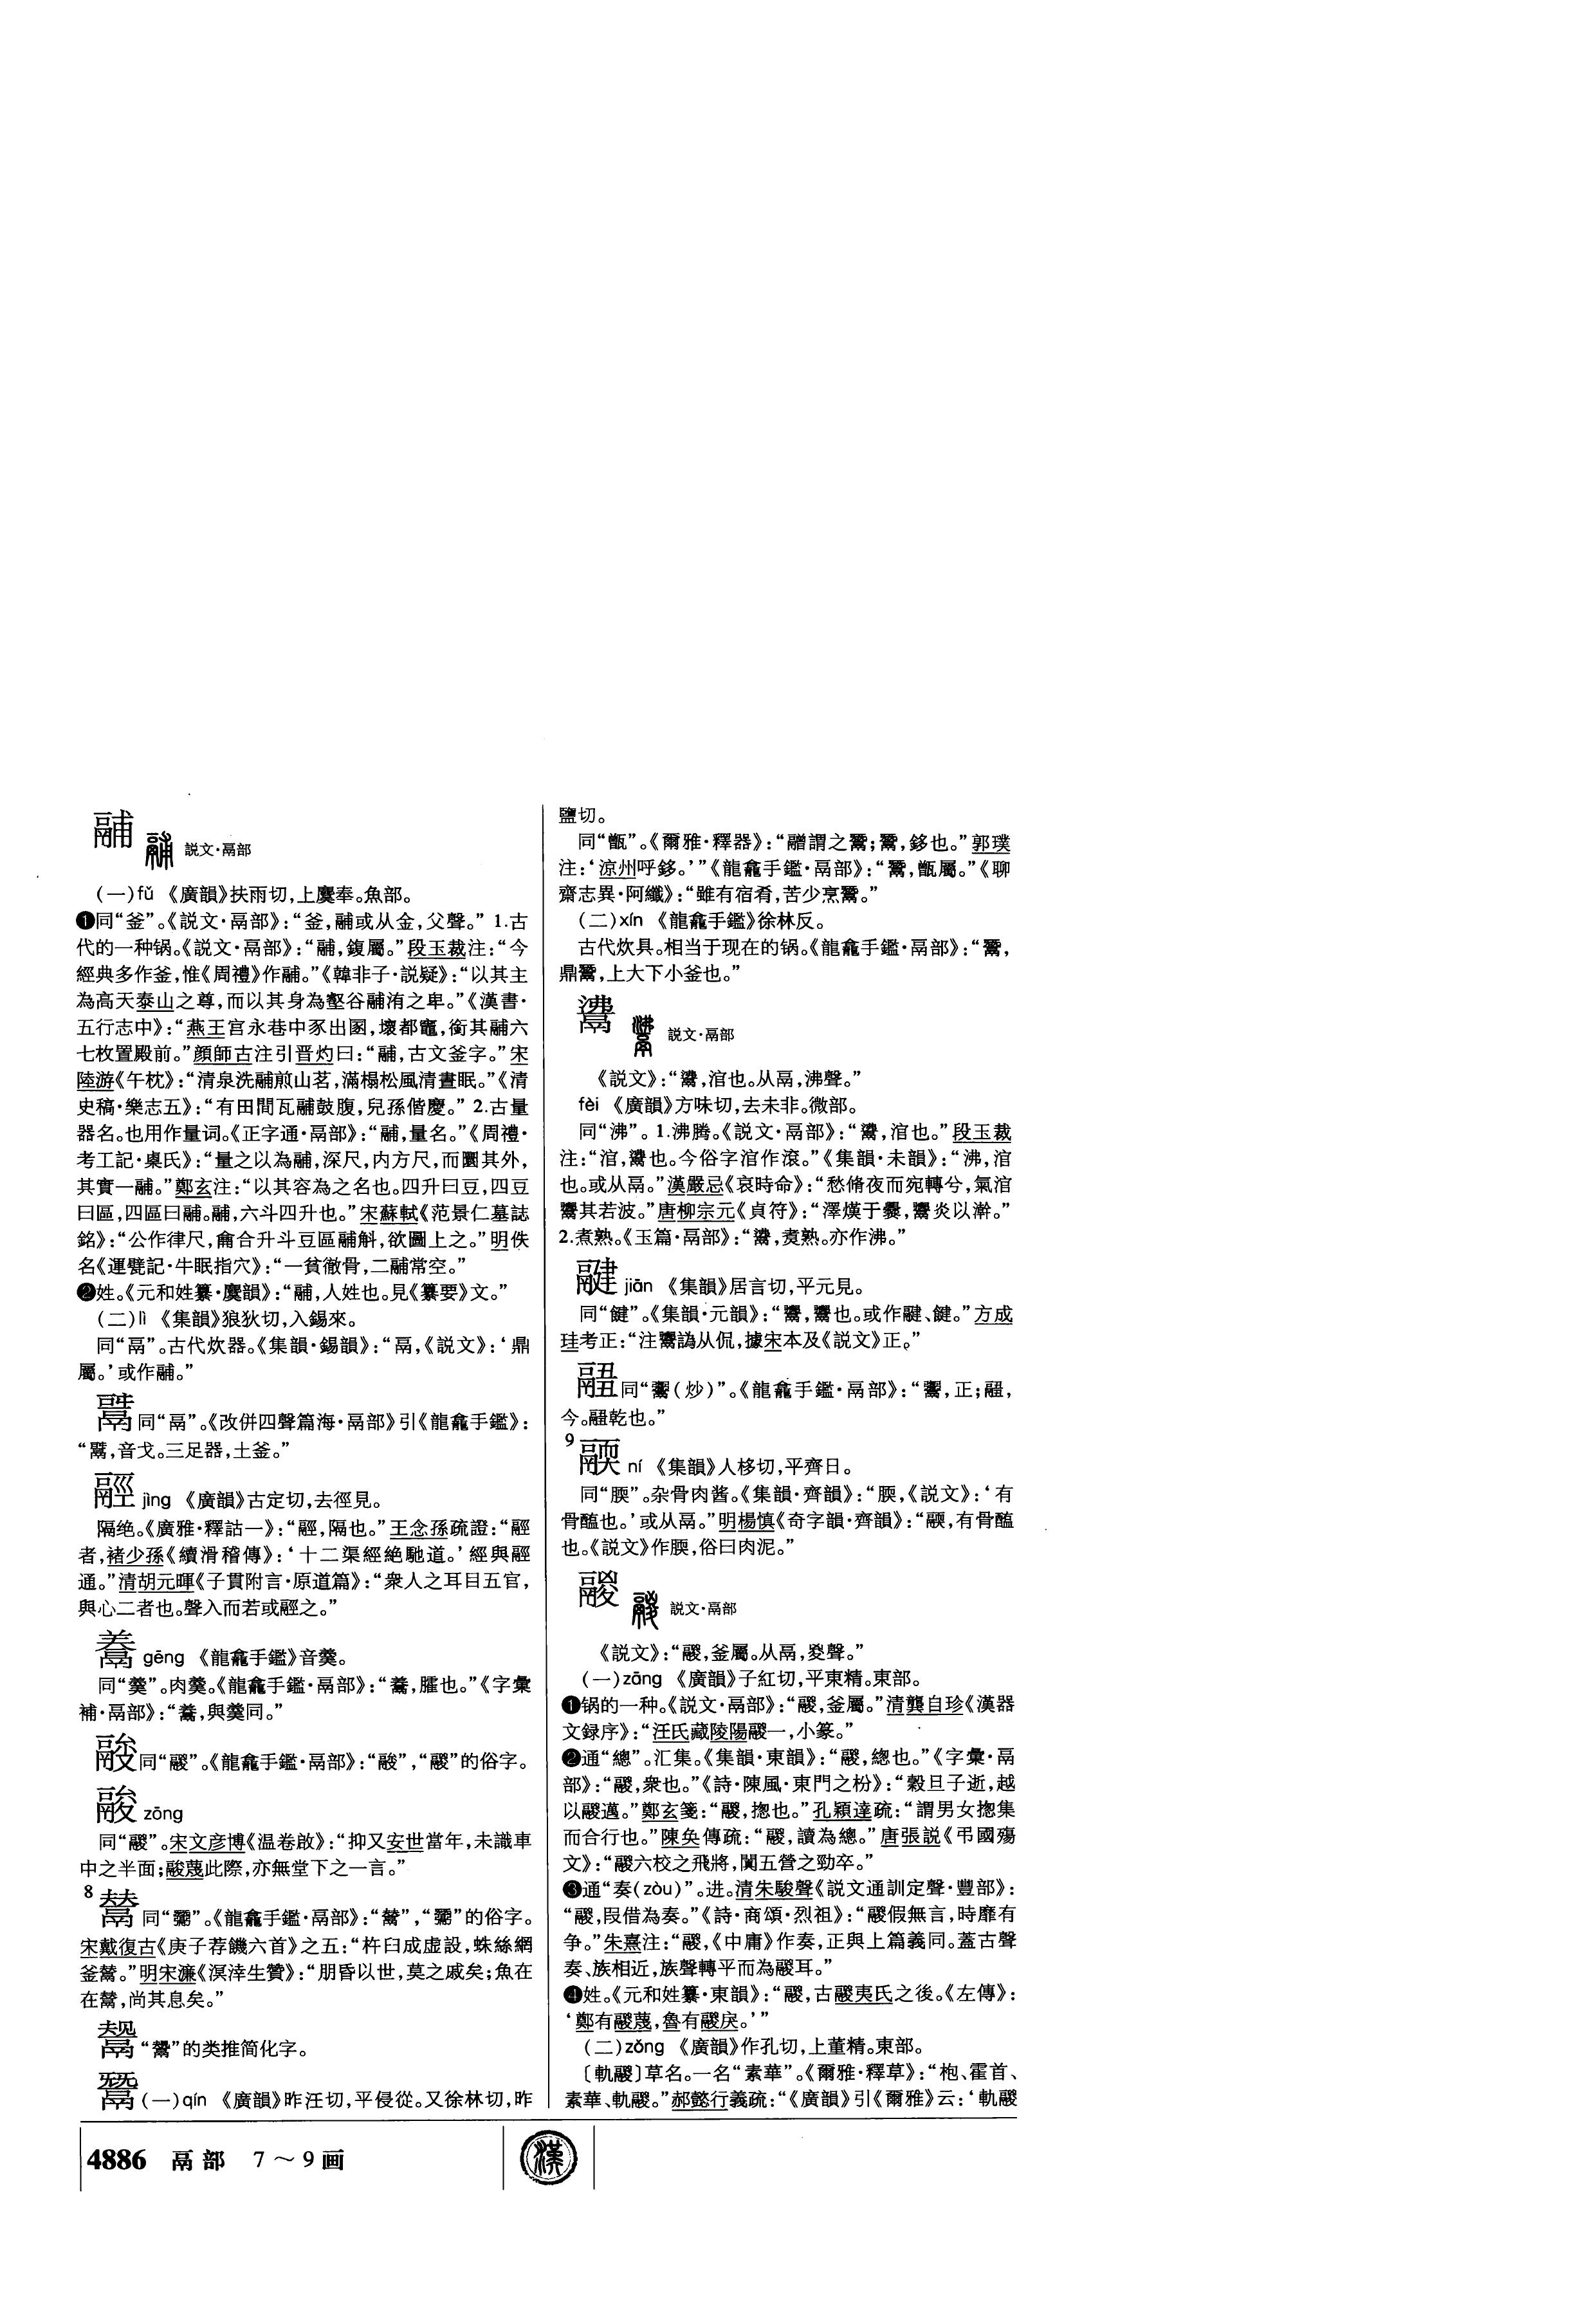 鬴 説文·鬲部
(一)fǔ 《廣韻》扶雨切,上麌奉。魚部。
❶同“釜”。《説文·鬲部》:“釜,鬴或从金,父聲。” 1.古
代的一种锅。《説文·鬲部》:“鬴,鍑屬。”段玉裁注:“今
經典多作釜,惟《周禮》作鬴。”《韓非子·説疑》:“以其主
為高天泰山之尊,而以其身為壑谷鬴洧之卑。”《漢書·
五行志中》:“燕王宫永巷中豕出圂,壞都竈,銜其鬴六
七枚置殿前。”顔師古注引晋灼曰:“鬴,古文釜字。”宋
陸游《午枕》:“清泉洗鬴煎山茗,滿榻松風清晝眠。”《清
史稿·樂志五》:“有田間瓦鬴鼓腹,兒孫偕慶。” 2.古量
器名。也用作量词。《正字通·鬲部》:“鬴,量名。”《周禮·
考工記·㮚氏》:“量之以為鬴,深尺,内方尺,而圜其外,
其實一鬴。”鄭玄注:“以其容為之名也。四升曰豆,四豆
曰區,四區曰鬴。鬴,六斗四升也。”宋蘇軾《范景仁墓誌
銘》:“公作律尺,龠合升斗豆區鬴斛,欲圖上之。”明佚
名《運甓記·牛眠指穴》:“一貧徹骨,二鬴常空。”
❷姓。《元和姓纂·麌韻》:“鬴,人姓也。見《纂要》文。”
(二)lì 《集韻》狼狄切,入錫來。
同“鬲”。古代炊器。《集韻·錫韻》:“鬲,《説文》:‘鼎
屬。’或作鬴。”
同“鬲”。《改併四聲篇海·鬲部》引《龍龕手鑑》:
音戈。三足器,土釜。”
jìng 《廣韻》古定切,去徑見。
隔绝。《廣雅·釋詁一》:“䡖,隔也。”王念孫疏證:
者,褚少孫《續滑稽傳》:‘十二渠經絶馳道。’經與
通。”清胡元暉《子貫附言·原道篇》:“衆人之耳目五官,
與心二者也。聲入而若或之。”
gēng 《龍龕手鑑》音羹。
同“羹”。肉羹。《龍龕手鑑·鬲部》:“臛也。”《字彙
補·鬲部》:“與羹同。”
同“鬷”。《龍龕手鑑·鬲部》:“鬷”的俗字。
zōng
同“鬷”。宋文彦博《温卷啟》:“抑又安世當年,未識車
中之半面;蔑此際,亦無堂下之一言。”
8
同“鬻”。《龍龕手鑑·鬲部》:的俗字。
宋戴復古《庚子荐饑六首》之五:“杵臼成虚設,蛛絲網
釜鬵。”明宋濂《溟涬生贊》:“朋昏以世,莫之戚矣;魚在
在鬵,尚其息矣。”
“鬶”的类推简化字。
鬵(一)qín 《廣韻》昨淫切,平侵從。又徐林切,昨
鹽切。
同“甑”。《爾雅·釋器》:“䰝謂之鬵;鬵,鉹也。”郭璞
注:‘涼州呼鉹。’”《龍龕手鑑·鬲部》:“鬵,甑屬。”《聊
齋志異·阿纖》:“雖有宿肴,苦少烹鬵。”
(二)xín 《龍龕手鑑》徐林反。
古代炊具。相当于现在的锅。《龍龕手鑑·鬲部》:“鬵,
鼎鬵,上大下小釜也。”
説文·鬲部
《説文》:“涫也。从鬲,沸聲。”
fèi 《廣韻》方味切,去未非。微部。
同“沸”。1.沸腾。《説文·鬲部》:“涫也。”段玉裁
注:“涫,也。今俗字涫作滚。”《集韻·未韻》:“沸,涫
也。或从鬲。”漢嚴忌《哀時命》:“愁脩夜而宛轉兮,氣涫
其若波。”唐柳宗元《貞符》:“澤熯于爨,炎以澣。”
2.煮熟。《玉篇·鬲部》:“煑熟。亦作沸。”
jiān 《集韻》居言切,平元見。
同“鍵”。《集韻·元韻》:“鬻也。或作、鍵。”方成
珪考正:“注譌从侃,據宋本及《説文》正。”
同“鬻(炒)”。《龍龕手鑑·鬲部》:“正;
今。乾也。”
9
ní 《集韻》人移切,平齊日。
同“腝”。杂骨肉酱。《集韻·齊韻》:“腝,《説文》:‘有
骨醢也。’或从鬲。”明楊慎《奇字韻·齊韻》:“有骨醢
也。《説文》作腝,俗曰肉泥。”
鬷 説文·鬲部
《説文》:“鬷,釜屬。从鬲,㚇聲。”
(一)zōng 《廣韻》子紅切,平東精。東部。
❶锅的一种。《説文·鬲部》:“鬷,釜屬。”清龔自珍《漢器
文録序》:“汪氏藏陵陽鬷一,小篆。”
❷通“總”。汇集。《集韻·東韻》:“鬷,總也。”《字彙·鬲
部》:“鬷,衆也。”《詩·陳風·東門之枌》:“穀旦于逝,越
以鬷邁。”鄭玄箋:“鬷,揔也。”孔穎達疏:“謂男女揔集
而合行也。”陳奂傳疏:“鬷,讀為總。”唐張説《弔國殤
文》:“鬷六校之飛將,闐五營之勁卒。”
❸通“奏(zòu)”。进。清朱駿聲《説文通訓定聲·豐部》:
“鬷,叚借為奏。”《詩·商頌·烈祖》:“鬷假無言,時靡有
争。”朱熹注:“鬷,《中庸》作奏,正與上篇義同。蓋古聲
奏、族相近,族聲轉平而為鬷耳。”
❹姓。《元和姓纂·東韻》:“鬷,古鬷夷氏之後。《左傳》:
‘鄭有鬷蔑,魯有鬷戾。’”
(二)zǒng 《廣韻》作孔切,上董精。東部。
〔軌鬷〕草名。一名“素華”。《爾雅·釋草》:“枹、霍首、
素華、軌鬷。”郝懿行義疏:“《廣韻》引《爾雅》云:‘軌鬷
4886 鬲部 7～9画
漢